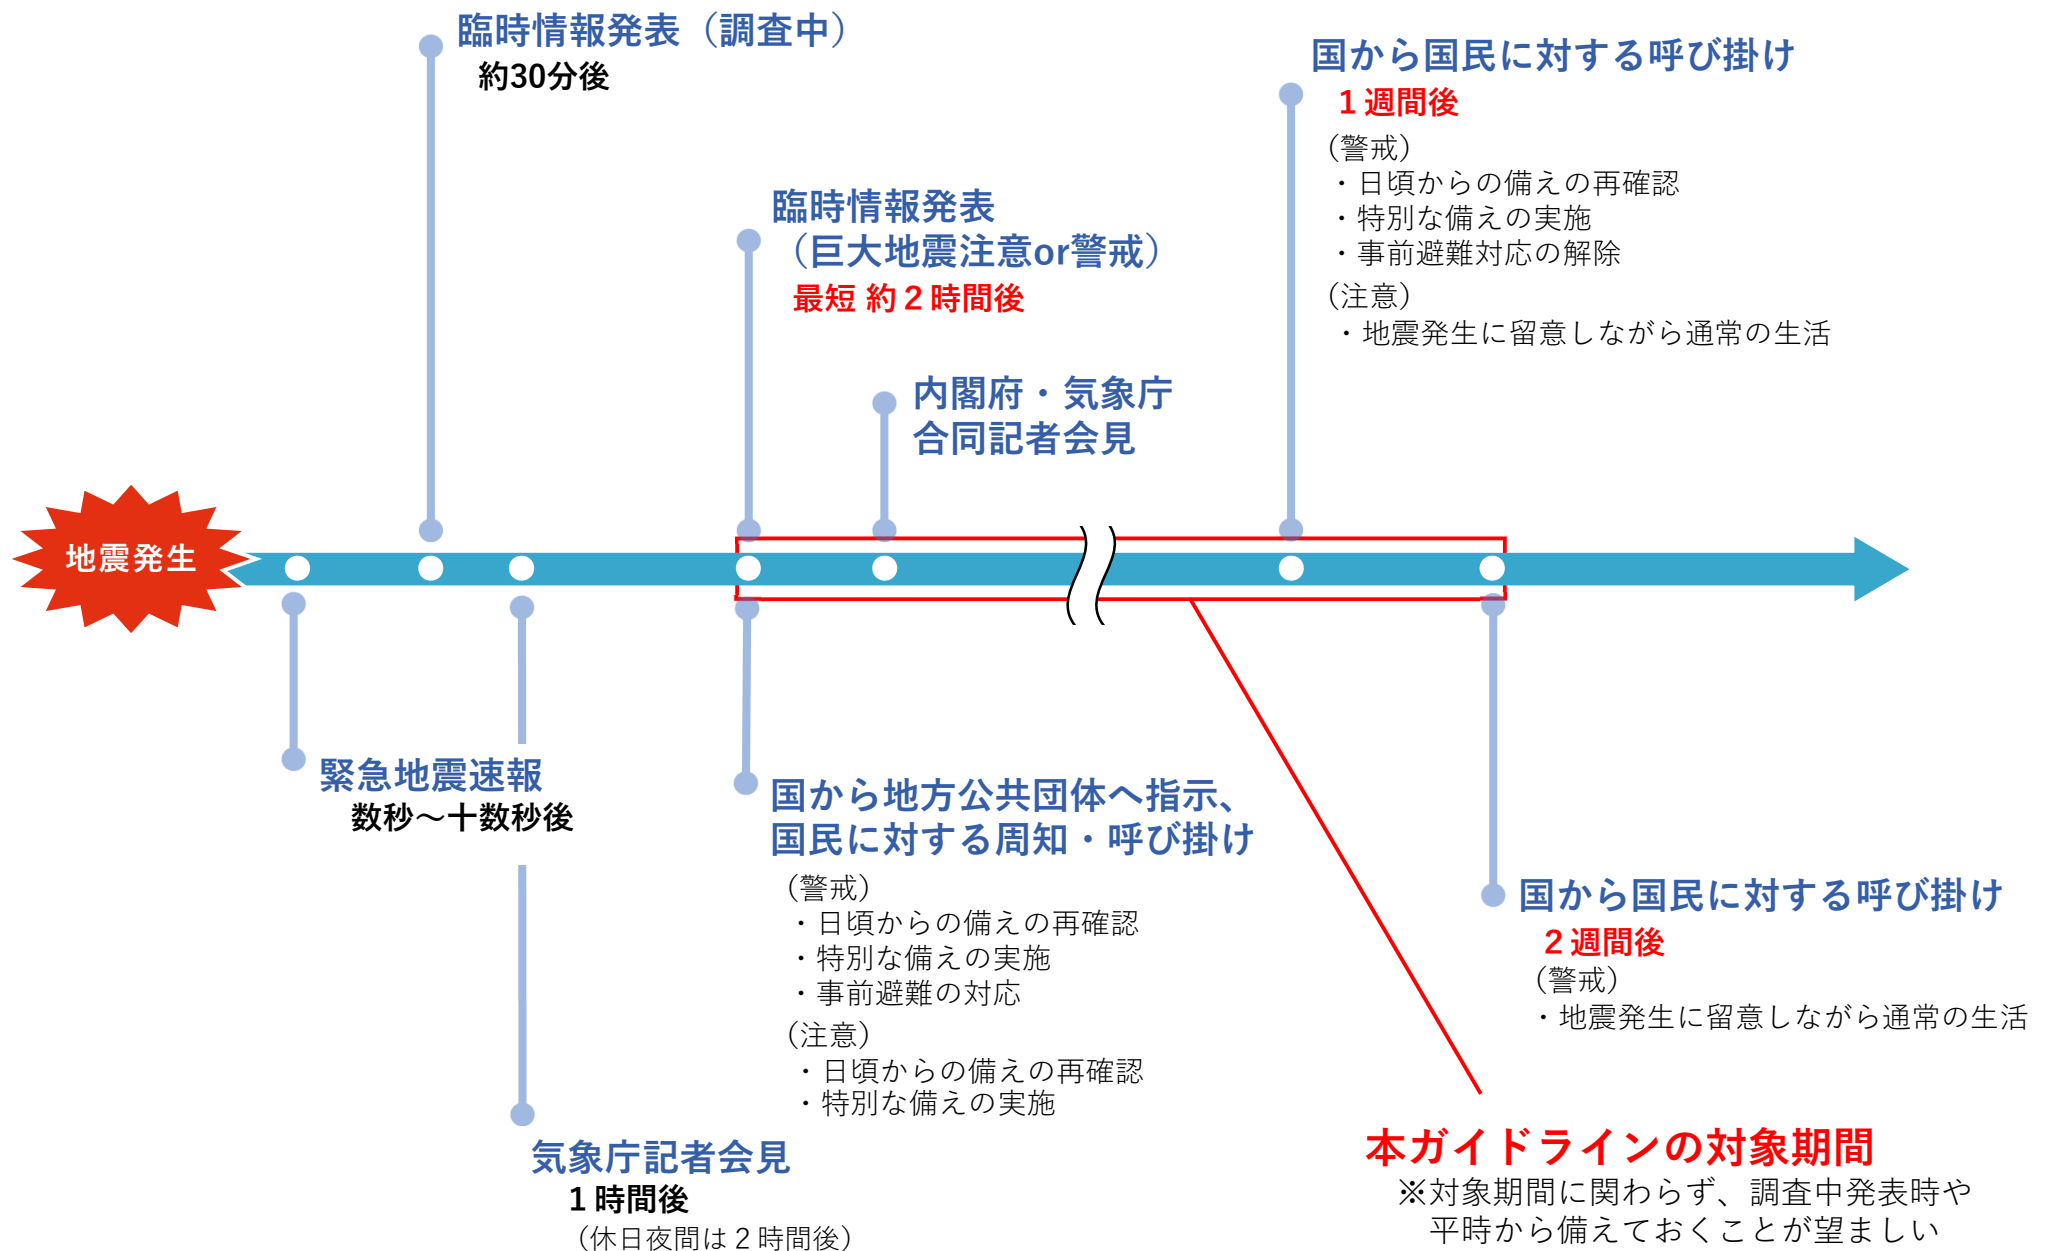 臨時情報発表（調査中）
約30分後
国から国民に対する呼び掛け
１週間後
（警戒）
・日頃からの備えの再確認
・特別な備えの実施
・事前避難対応の解除
（注意）
・地震発生に留意しながら通常の生活
臨時情報発表
（巨大地震注意or警戒）
最短 約２時間後
内閣府・気象庁
合同記者会見
地震発生
緊急地震速報
数秒～十数秒後
国から地方公共団体へ指示、
国民に対する周知・呼び掛け
（警戒）
・日頃からの備えの再確認
・特別な備えの実施
・事前避難の対応
（注意）
・日頃からの備えの再確認
・特別な備えの実施
国から国民に対する呼び掛け
２週間後
（警戒）
・地震発生に留意しながら通常の生活
気象庁記者会見
１時間後
（休日夜間は２時間後）
本ガイドラインの対象期間
※対象期間に関わらず、調査中発表時や
平時から備えておくことが望ましい